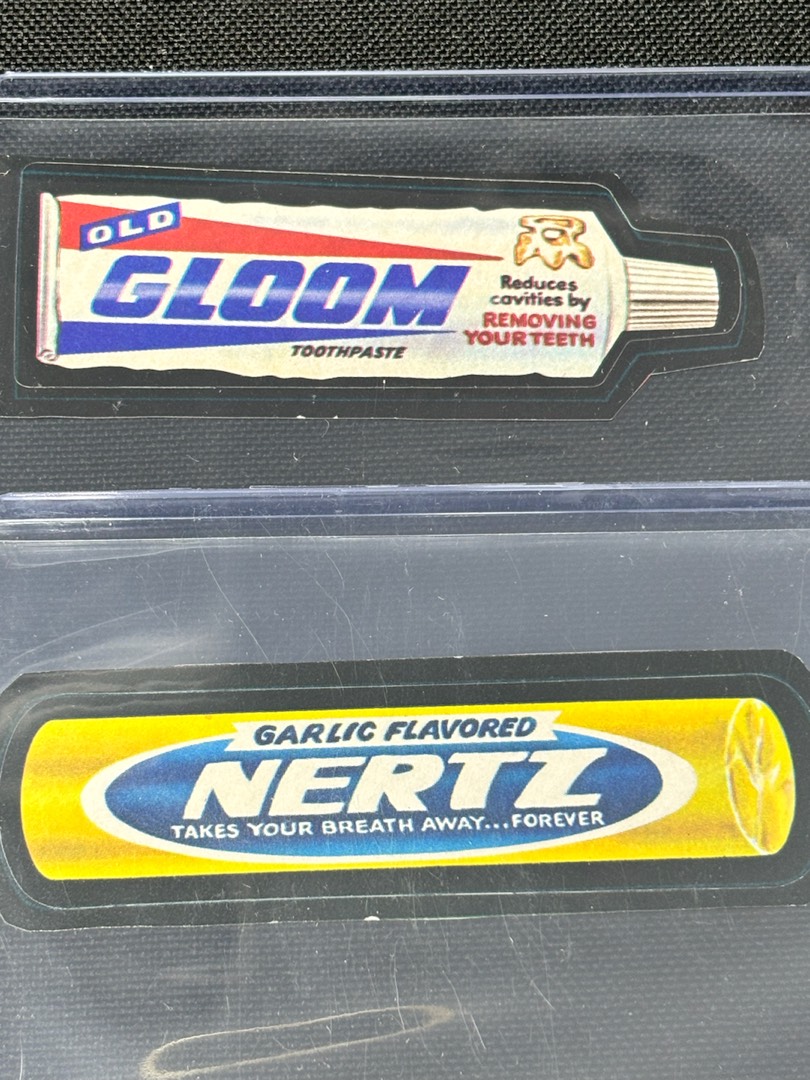 OLD
GLOOM
TOOTHPASTE
Reduces
cavities by
REMOVING
YOUR TEETH
GARLIC FLAVORED
NERTZ
TAKES YOUR BREATH AWAY...FOREVER